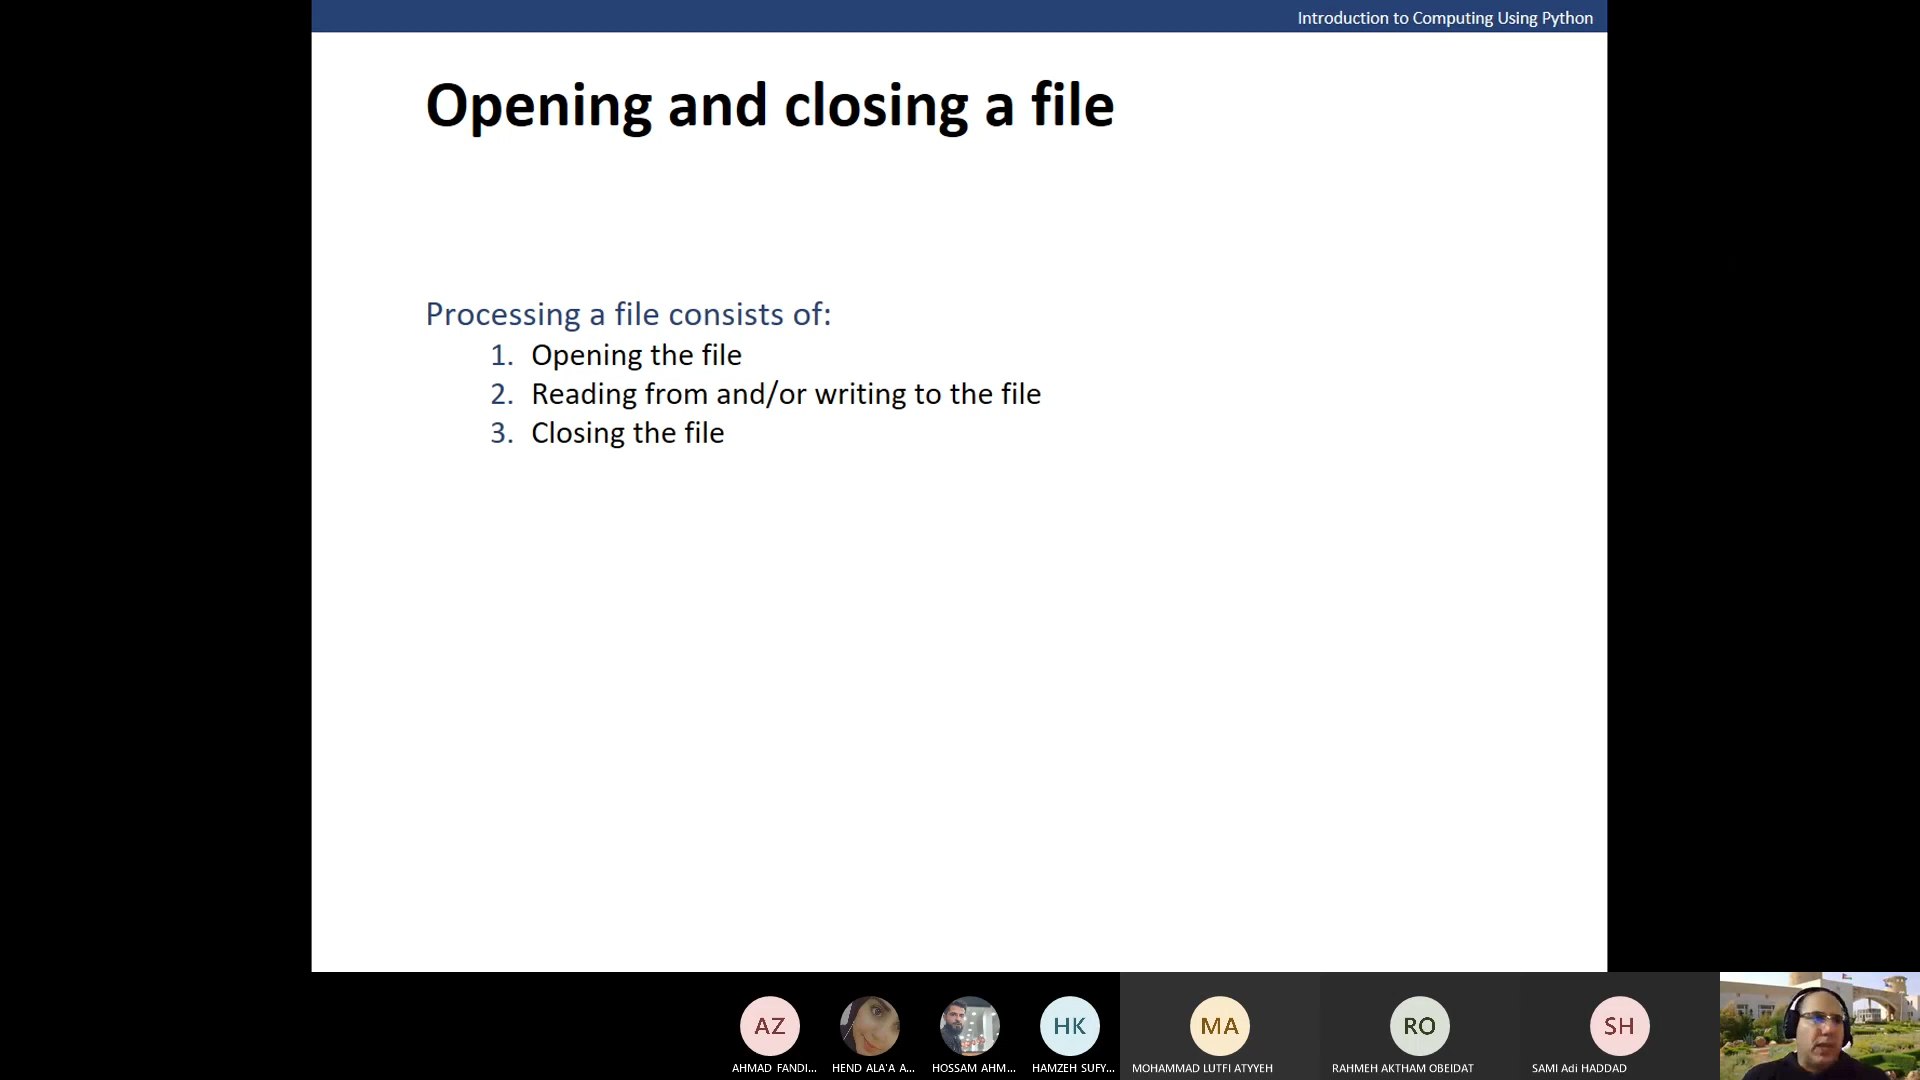 Introduction to Computing Using Python
Opening and closing a file
Processing a file consists of:
1. Opening the file
2. Reading from and/or writing to the file
3. Closing the file
AZ
HK
MA
RO
SH
AHMAD FANDI...
HEND ALA'A A...
HOSSAM AHM...
HAMZEH SUFY...
MOHAMMAD LUTFI ATYYEH
RAHMEH AKTHAM OBEIDAT
SAMI Adi HADDAD